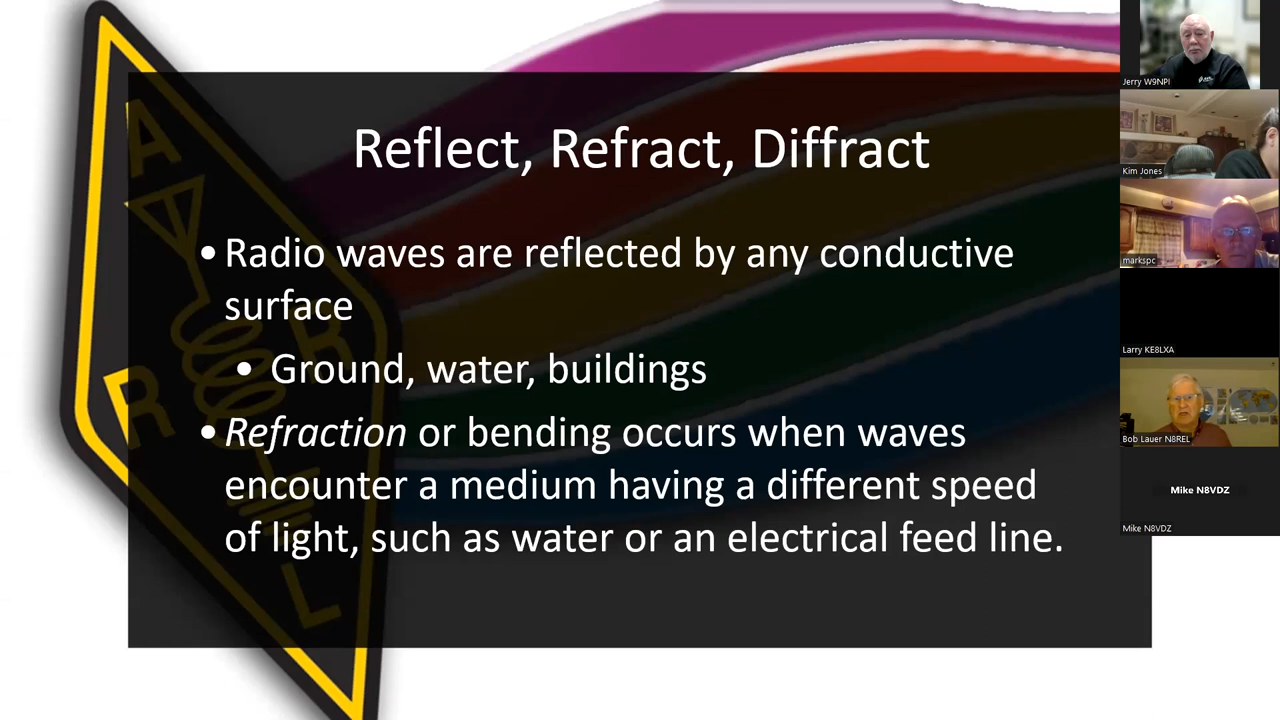 Reflect, Refract, Diffract
•Radio waves are reflected by any conductive
surface
• Ground, water, buildings
•Refraction or bending occurs when waves
encounter a medium having a different speed
of light, such as water or an electrical feed line.
A
R
R
L
Jerry W9NPI
Kim Jones
markspc
Larry KE8LXA
Bob Lauer N8REL
Mike N8VDZ
Mike N8VDZ